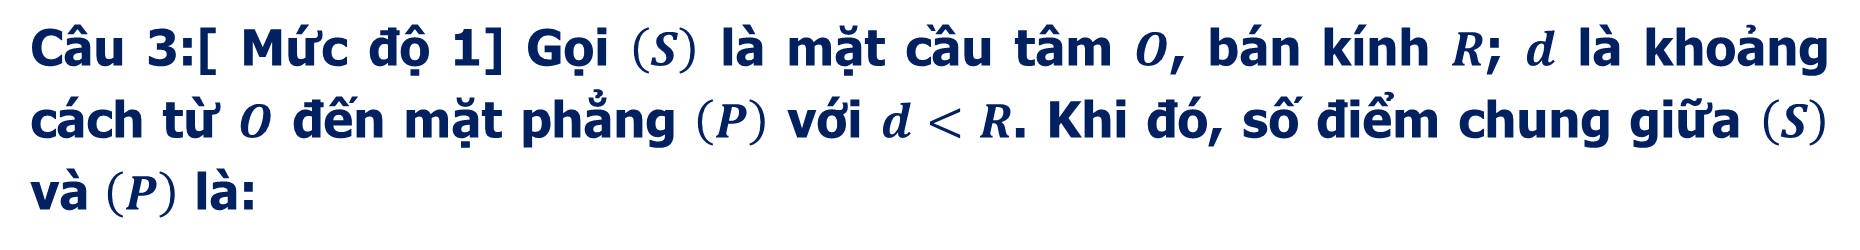 Câu 3:[ Mức độ 1] Gọi (S) là mặt cầu tâm O, bán kính R; d là khoảng
cách từ O đến mặt phẳng (P) với d < R. Khi đó, số điểm chung giữa (S)
và (P) là: